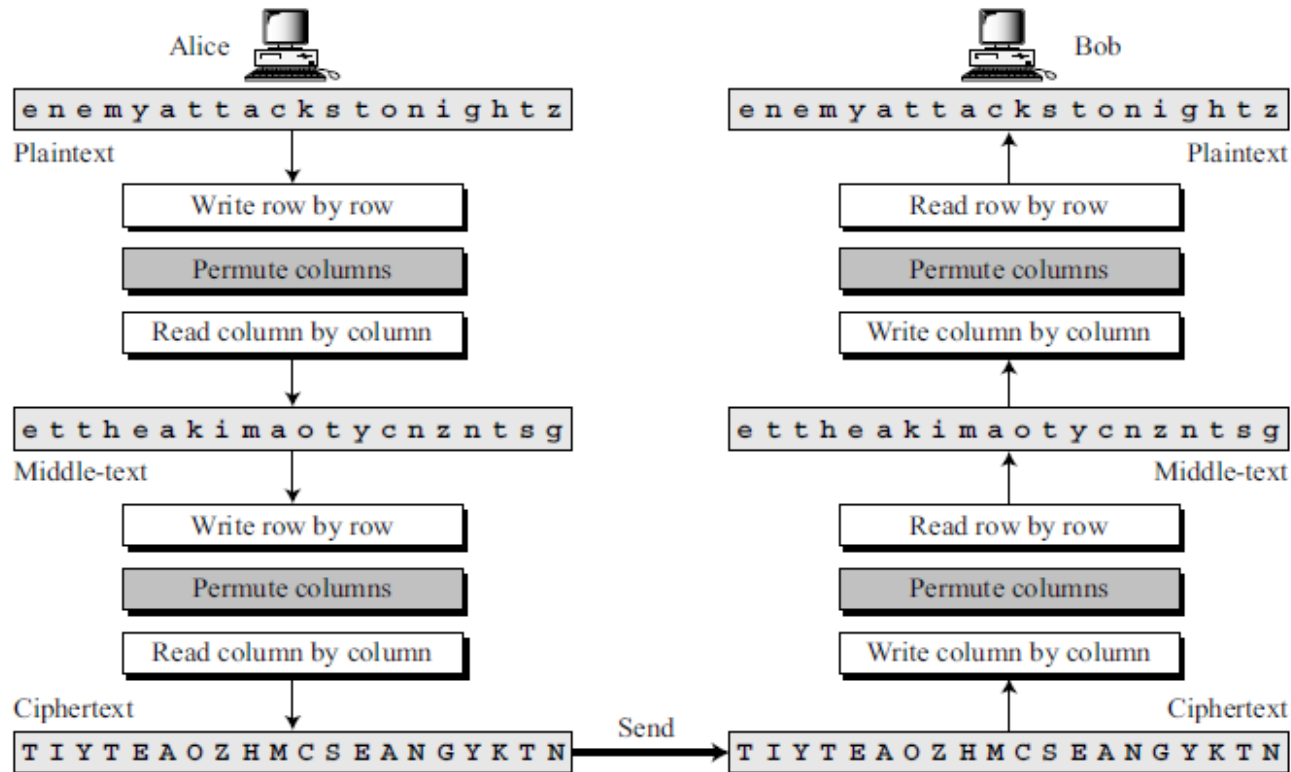 Alice
e n e m y a t t a c k s t o n i g h t z
Plaintext
Write row by row
Permute columns
Read column by column
e t t h e a k i m a o t y c n z n t s g
Middle-text
Write row by row
Permute columns
Read column by column
Ciphertext
T I Y T E A O Z H M C S E A N G Y K T N
Send
Bob
e n e m y a t t a c k s t o n i g h t z
Plaintext
Read row by row
Permute columns
Write column by column
e t t h e a k i m a o t y c n z n t s g
Middle-text
Read row by row
Permute columns
Write column by column
Ciphertext
T I Y T E A O Z H M C S E A N G Y K T N